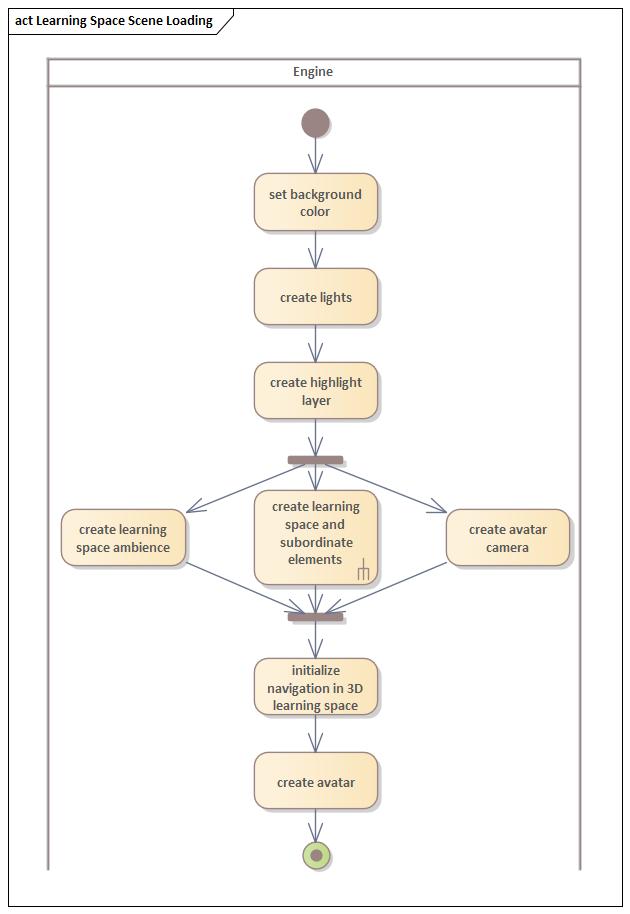 act Learning Space Scene Loading
Engine
set background
color
create lights
create highlight
layer
create learning
space ambience
create learning
space and
subordinate
elements
create avatar
camera
initialize
navigation in 3D
learning space
create avatar